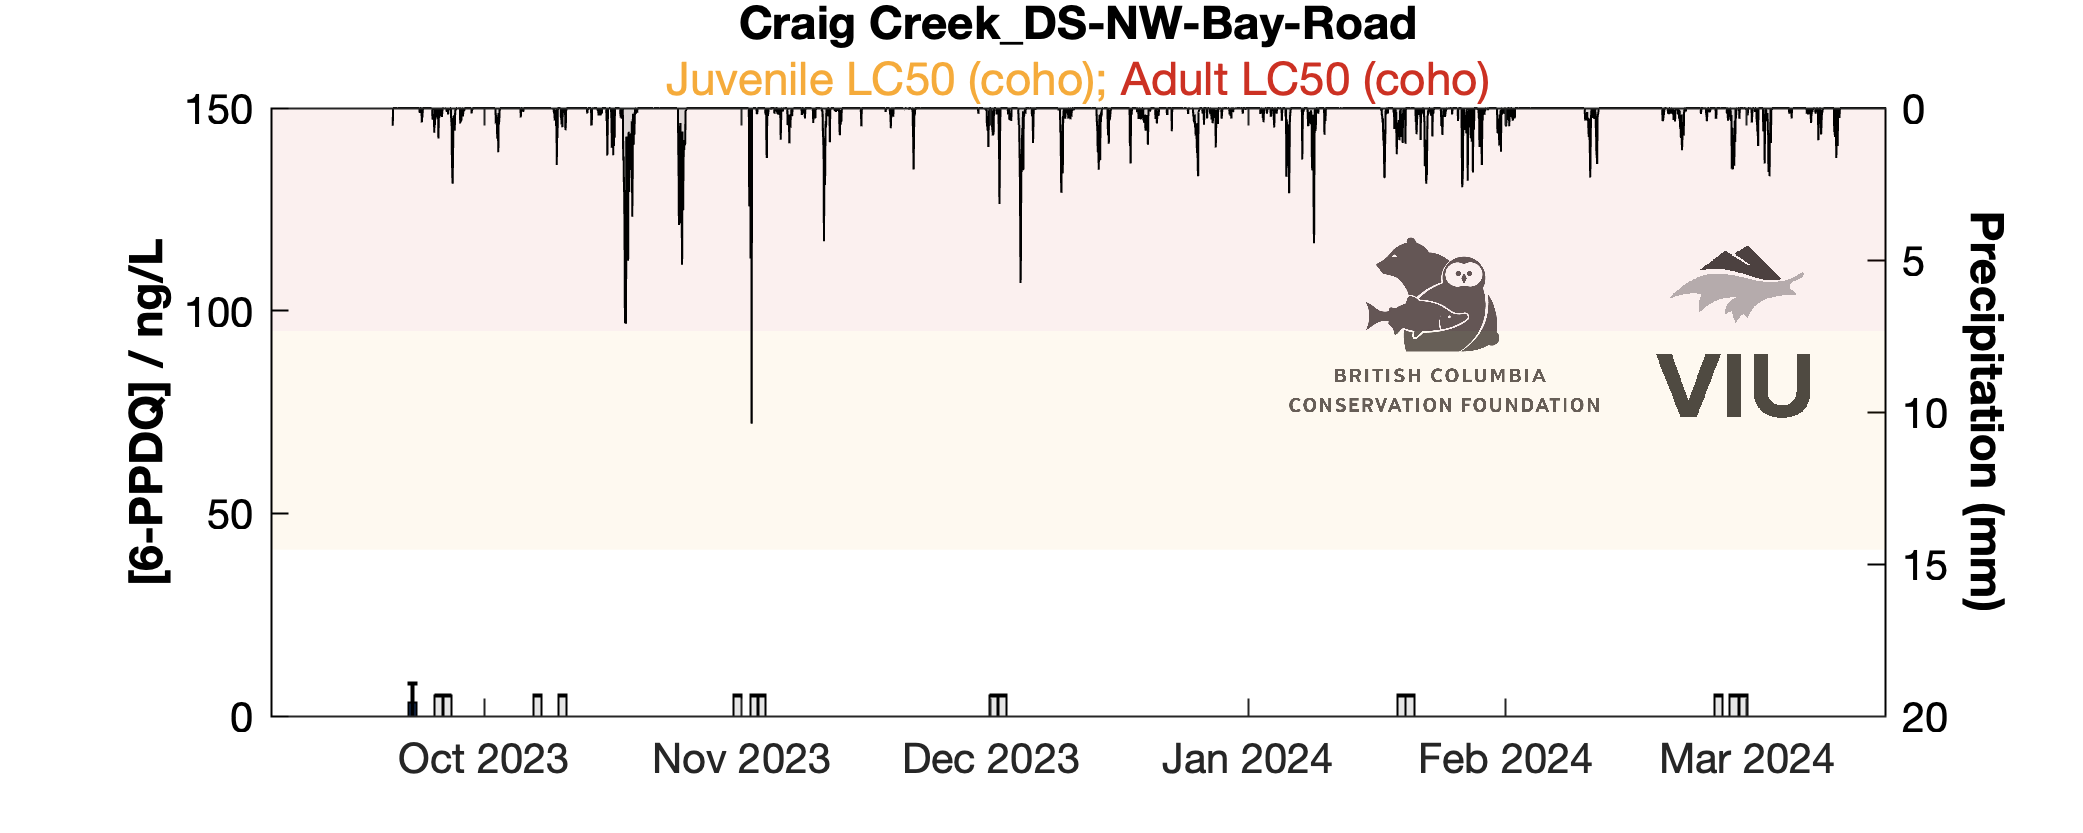 Craig Creek_DS-NW-Bay-Road
Juvenile LC50 (coho); Adult LC50 (coho)
[6-PPDQ] / ng/L
150
100
50
0
0
5
10
15
20
Precipitation (mm)
BRITISH COLUMBIA
CONSERVATION FOUNDATION
VIU
Oct 2023
Nov 2023
Dec 2023
Jan 2024
Feb 2024
Mar 2024